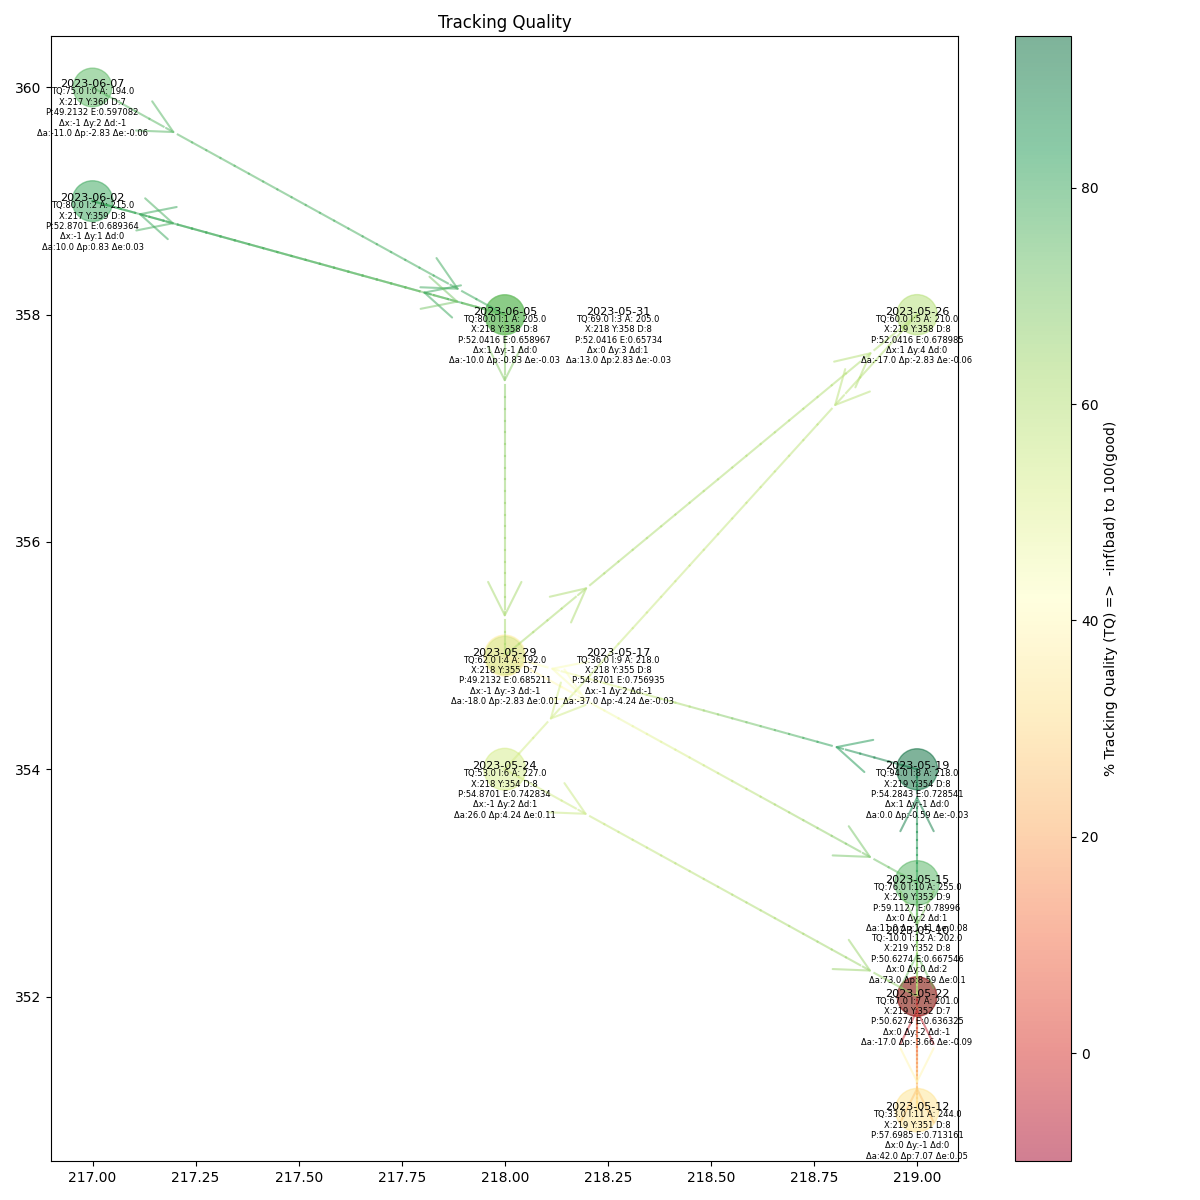 Tracking Quality
360
358
356
354
352
2023-06-07
TQ:75.0 I:0 A: 194.0
X:217 Y:360 D:7
P:49.2132 E:0.597082
Δx:-1 Δy:2 Δd:-1
Δa:-11.0 Δp:-2.83 Δe:-0.06
2023-06-02
TQ:80.0 I:2 A: 215.0
X:217 Y:359 D:8
P:52.8701 E:0.689364
Δx:-1 Δy:1 Δd:0
Δa:10.0 Δp:0.83 Δe:0.03
2023-06-05
TQ:80.0 I:1 A: 205.0
X:218 Y:358 D:8
P:52.0416 E:0.658967
Δx:1 Δy:-1 Δd:0
Δa:-10.0 Δp:-0.83 Δe:-0.03
2023-05-31
TQ:69.0 I:3 A: 205.0
X:218 Y:358 D:8
P:52.0416 E:0.65734
Δx:0 Δy:3 Δd:1
Δa:13.0 Δp:2.83 Δe:-0.03
2023-05-26
TQ:60.0 I:5 A: 210.0
X:219 Y:358 D:8
P:52.0416 E:0.678985
Δx:1 Δy:4 Δd:0
Δa:-17.0 Δp:-2.83 Δe:-0.06
2023-05-29
TQ:62.0 I:4 A: 192.0
X:218 Y:355 D:7
P:49.2132 E:0.685211
Δx:-1 Δy:-3 Δd:-1
Δa:-18.0 Δp:-2.83 Δe:0.01
2023-05-17
TQ:36.0 I:9 A: 218.0
X:218 Y:355 D:8
P:54.8701 E:0.756935
Δx:-1 Δy:2 Δd:-1
Δa:-37.0 Δp:-4.24 Δe:-0.03
2023-05-24
TQ:53.0 I:6 A: 227.0
X:218 Y:354 D:8
P:54.8701 E:0.742834
Δx:-1 Δy:2 Δd:1
Δa:26.0 Δp:4.24 Δe:0.11
2023-05-19
TQ:94.0 I:8 A: 218.0
X:219 Y:354 D:8
P:54.2843 E:0.728541
Δx:1 Δy:-1 Δd:0
Δa:0.0 Δp:-0.59 Δe:-0.03
2023-05-15
TQ:76.0 I:10 A: 255.0
X:219 Y:353 D:9
P:59.1127 E:0.78996
Δx:0 Δy:2 Δd:1
2023-05-10
TQ:-10.0 I:12 A: 202.0
X:219 Y:352 D:8
P:50.6274 E:0.667546
Δx:0 Δy:0 Δd:2
Δa:73.0 Δp:8.59 Δe:0.1
2023-05-22
TQ:67.0 I:7 A: 201.0
X:219 Y:352 D:7
P:50.6274 E:0.636325
Δx:0 Δy:-2 Δd:-1
Δa:-17.0 Δp:-3.66 Δe:-0.09
2023-05-12
TQ:33.0 I:11 A: 244.0
X:219 Y:351 D:8
P:57.6985 E:0.713161
Δx:0 Δy:-1 Δd:0
Δa:42.0 Δp:7.07 Δe:0.05
217.00 217.25 217.50 217.75 218.00 218.25 218.50 218.75 219.00
80
60
40
20
0
% Tracking Quality (TQ) => -inf(bad) to 100(good)